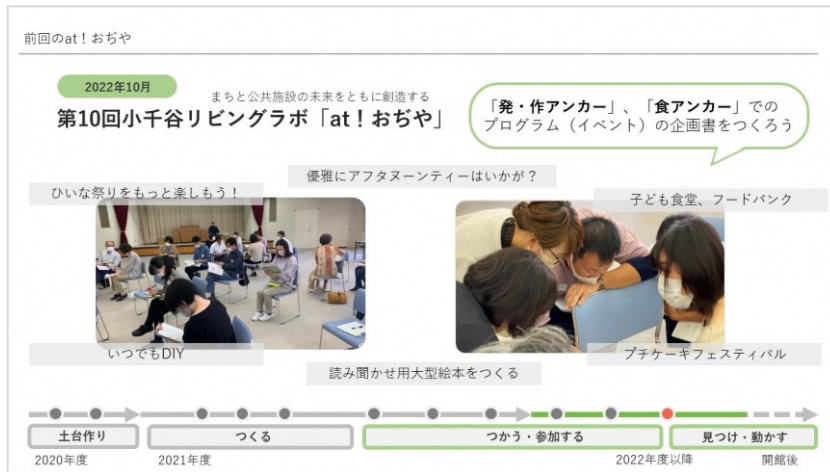 前回のat！おぢや
2022年10月
まちと公共施設の未来をともに創造する
第10回小千谷リビングラボ「at！おぢや」
「発・作アンカー」、「食アンカー」での
プログラム（イベント）の企画書をつくろう
優雅にアフタヌーンティーはいかが？
ひいな祭りをもっと楽しもう！
子ども食堂、フードバンク
いつでもDIY
プチケーキフェスティバル
読み聞かせ用大型絵本をつくる
土台作り
つくる
つかう・参加する
見つけ・動かす
2020年度
2021年度
2022年度以降
開館後